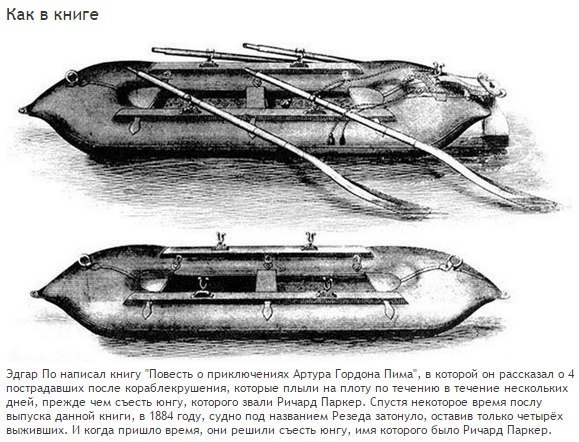 Как в книге
Эдгар По написал книгу "Повесть о приключениях Артура Гордона Пима", в которой он рассказал о 4
пострадавших после кораблекрушения, которые плыли на плоту по течению в течение нескольких
дней, прежде чем съесть юнгу, которого звали Ричард Паркер. Спустя некоторое время послу
выпуска данной книги, в 1884 году, судно под названием Резеда затонуло, оставив только четырёх
выживших. И когда пришло время, они решили съесть юнгу, имя которого было Ричард Паркер.